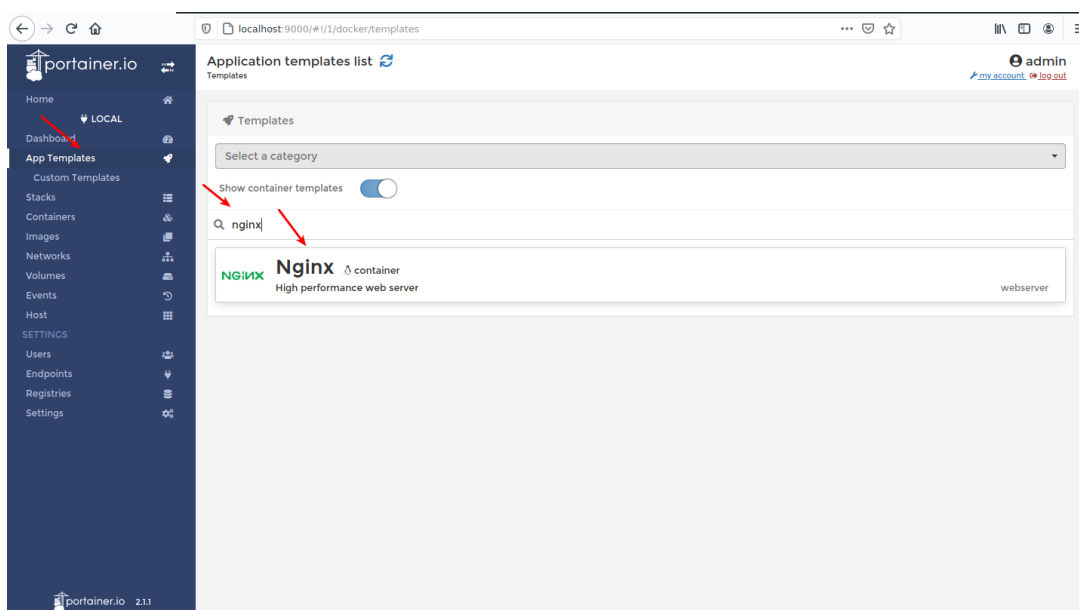 localhost:9000/#!/1/docker/templates
portainer.io
Application templates list
Templates
admin
my account log out
Home
LOCAL
Dashboard
App Templates
Custom Templates
Stacks
Containers
Images
Networks
Volumes
Events
Host
SETTINGS
Users
Endpoints
Registries
Settings
Templates
Select a category
Show container templates
nginx
NGINX
Nginx container
High performance web server
webserver
portainer.io 2.1.1